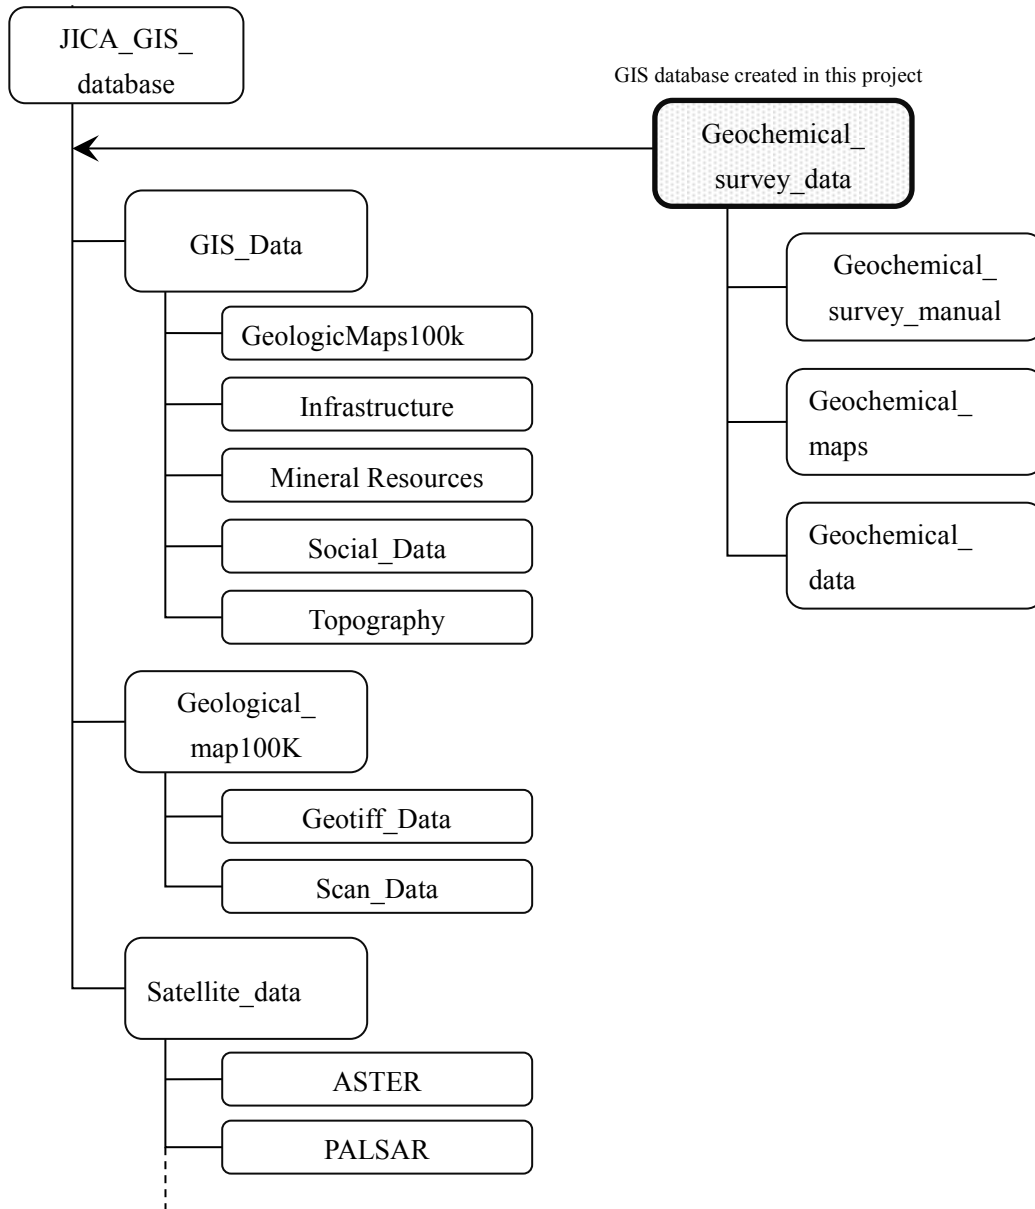 JICA_GIS_
database
GIS database created in this project
Geochemical_
survey_data
GIS_Data
GeologicMaps100k
Infrastructure
Mineral Resources
Social_Data
Topography
Geochemical_
survey_manual
Geochemical_
maps
Geochemical_
data
Geological_
map100K
Geotiff_Data
Scan_Data
Satellite_data
ASTER
PALSAR